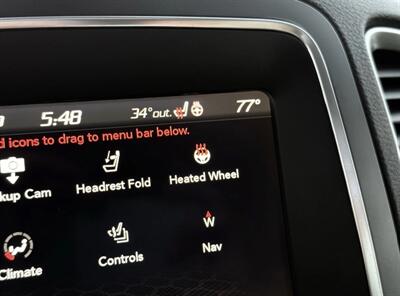 5:48 34° out. 77°
d icons to drag to menu bar below.
kup Cam Headrest Fold Heated Wheel
W
Climate Controls Nav